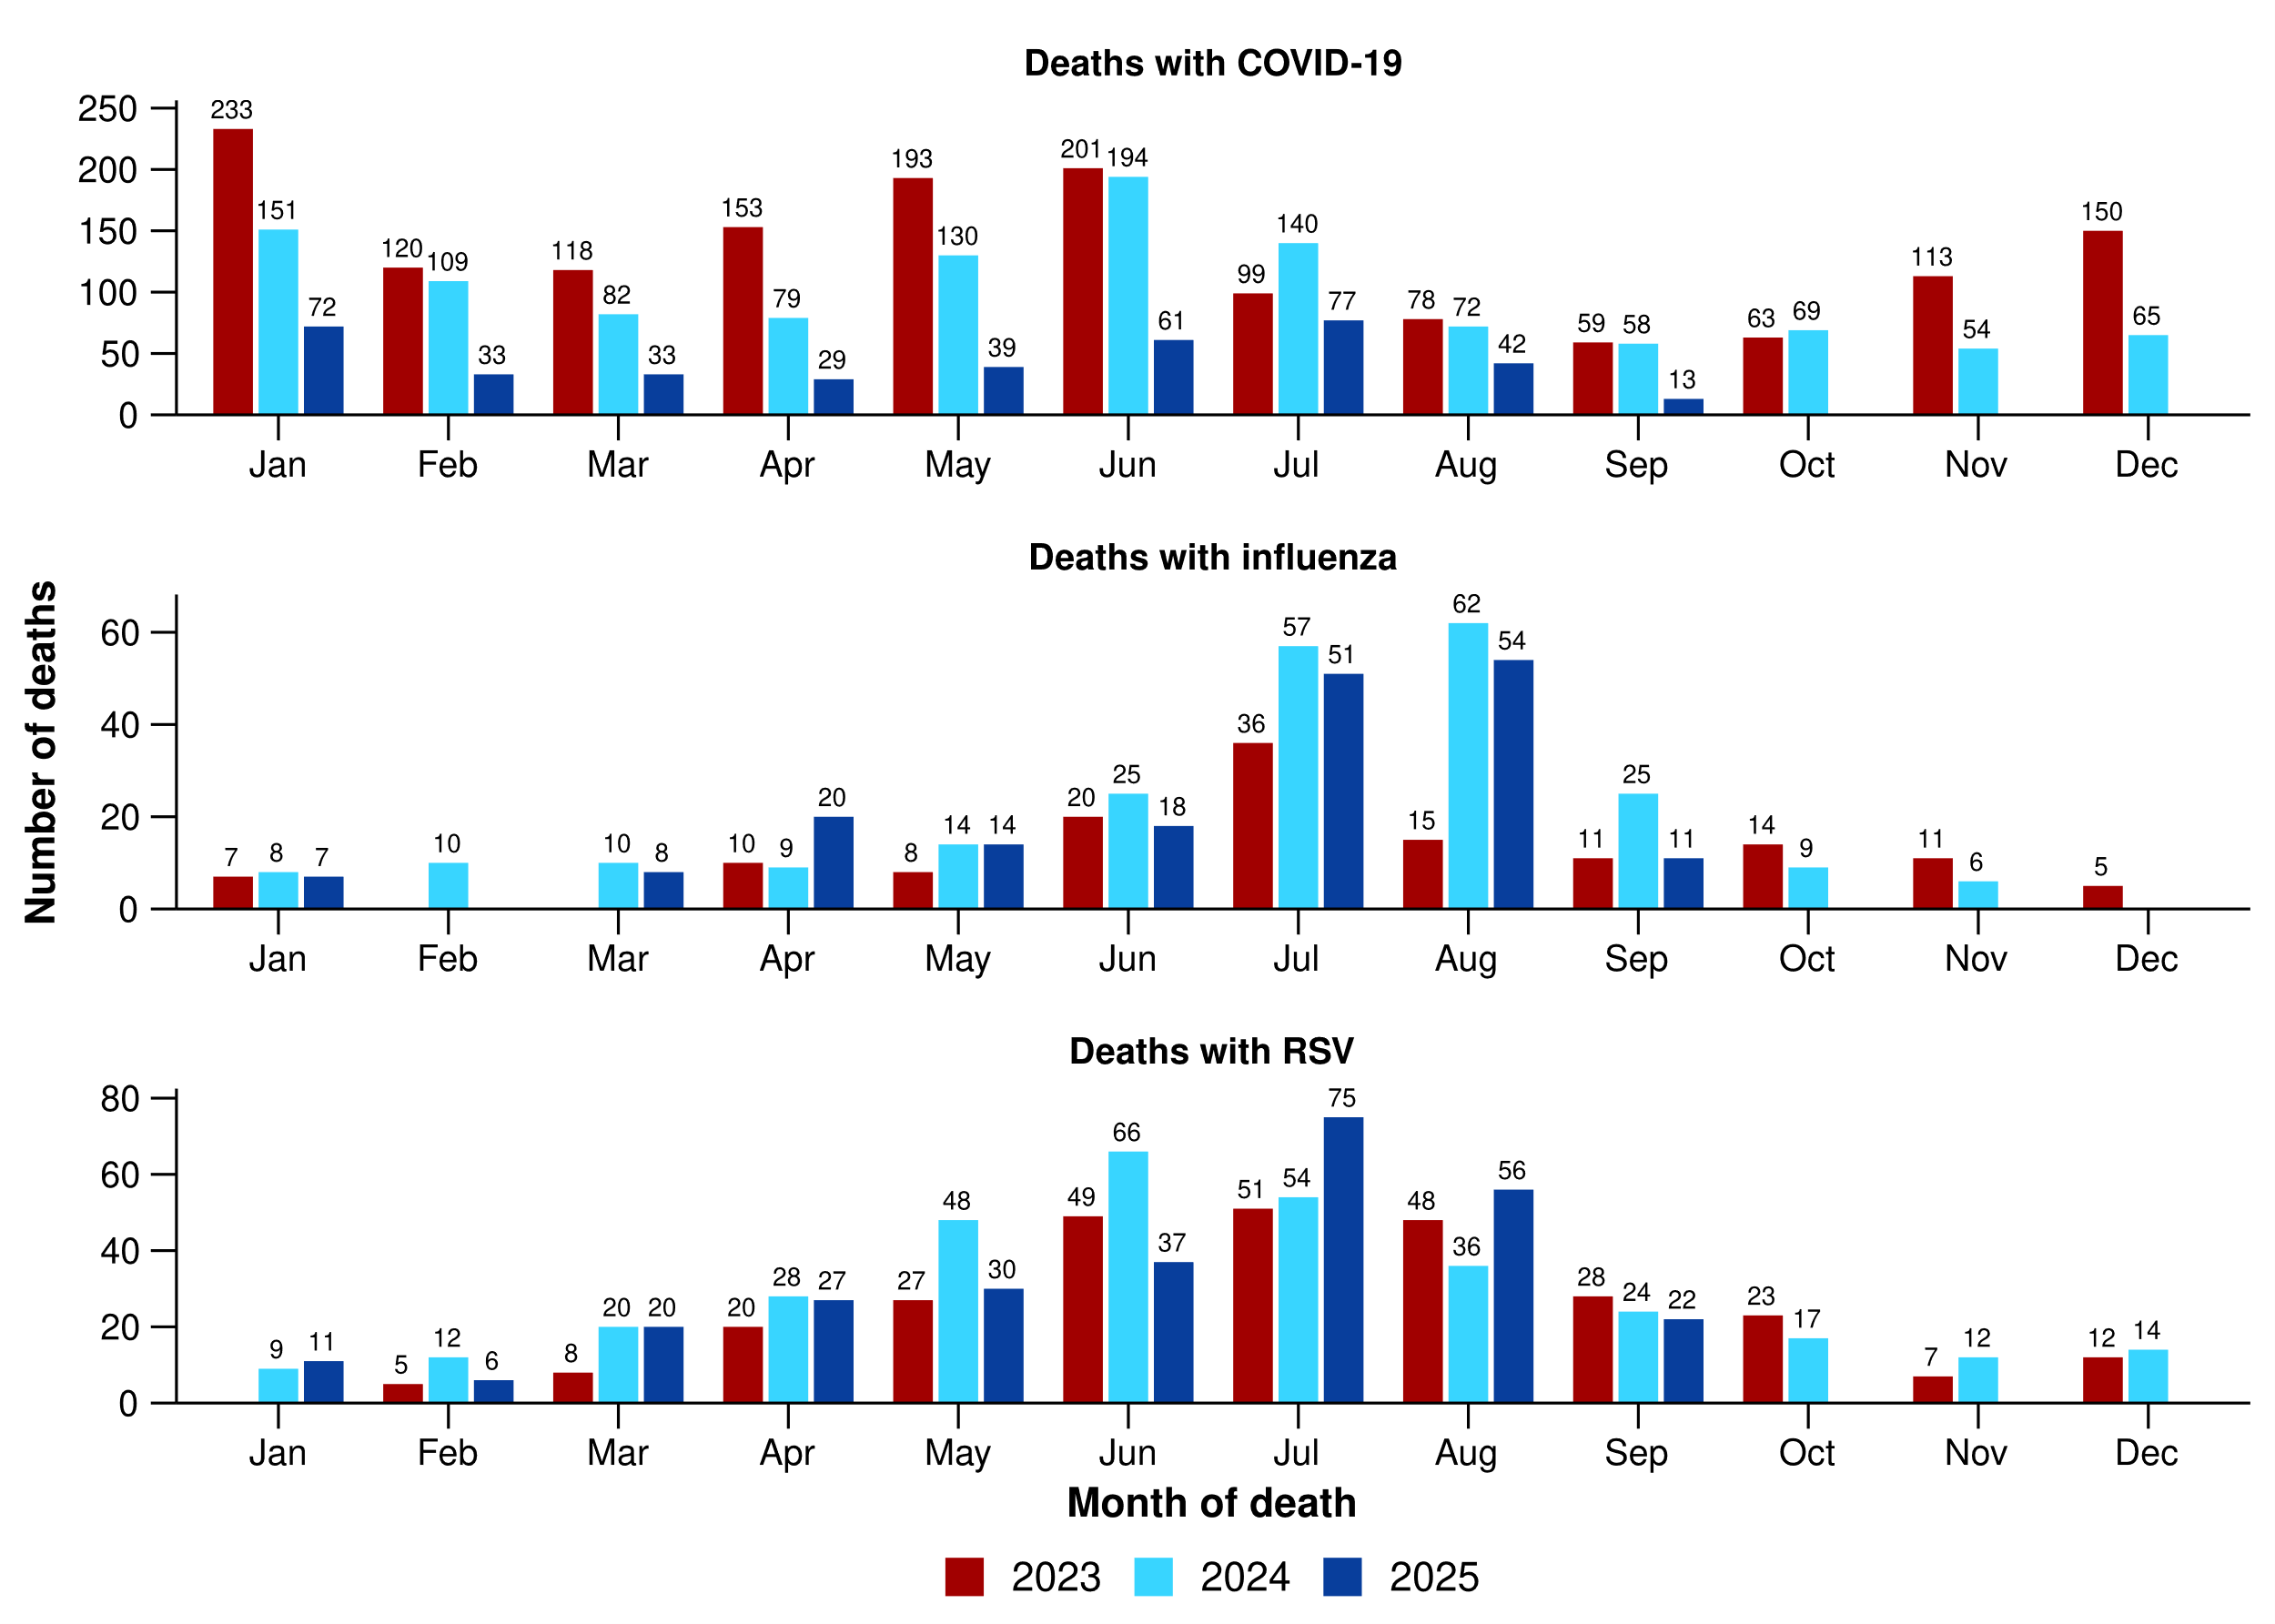 Deaths with COVID-19
250
200
150
100
50
0
233 151 72
120 109 33
118 82 33
153 79 29
193 130 39
201 194 61
99 140 77
78 72 42
59 58 13
63 69
113 54
150 65
Jan Feb Mar Apr May Jun Jul Aug Sep Oct Nov Dec
Number of deaths
Deaths with influenza
60
40
20
0
7 8 7
10
10 8
10 9 20
8 14 14
20 25 18
36 57 51
15 62 54
11 25 11
14 9
11 6
5
Jan Feb Mar Apr May Jun Jul Aug Sep Oct Nov Dec
Deaths with RSV
80
60
40
20
0
9 11
5 12 6
8 20 20
20 28 27
27 48 30
49 66 37
51 54 75
48 36 56
28 24 22
23 17
7 12
12 14
Jan Feb Mar Apr May Jun Jul Aug Sep Oct Nov Dec
Month of death
2023 2024 2025